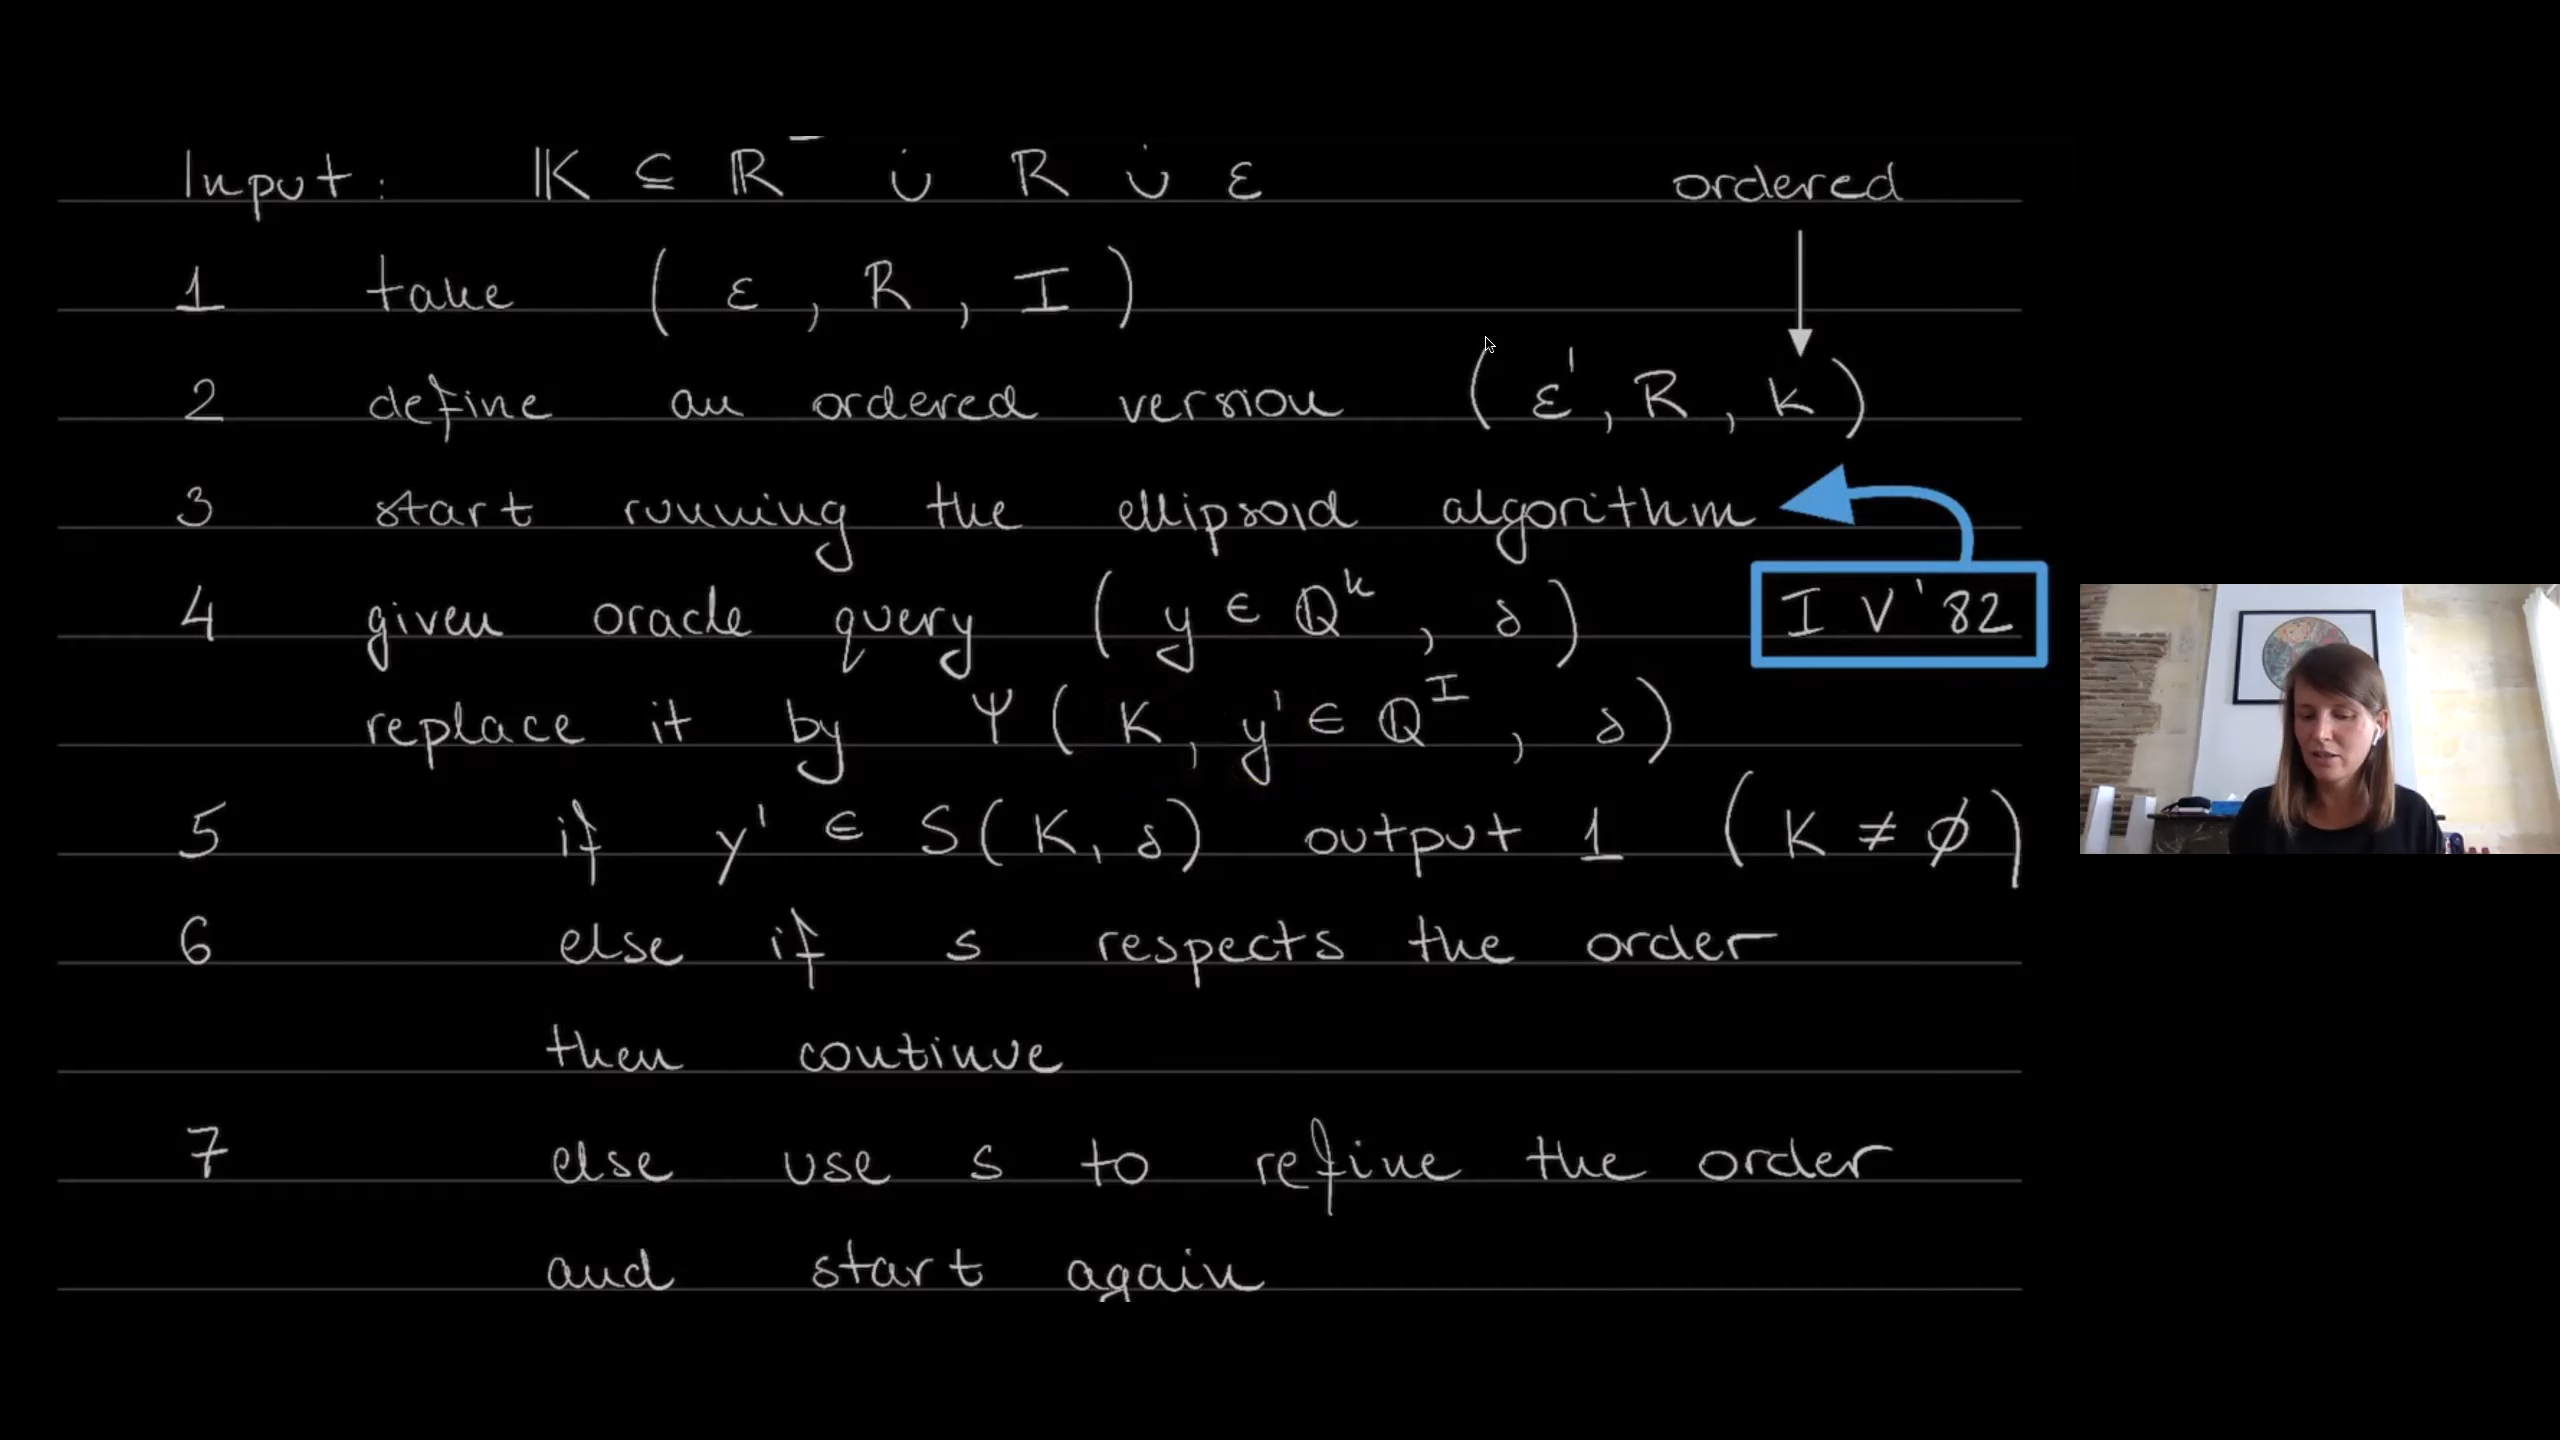 Input: 𝕂 ⊆ ℝ ∪̇ R ∪̇ ε
ordered
1 take ( ε , R , I )
2 define an ordered version ( ε' , R , k )
3 start running the ellipsoid algorithm
4 given oracle query ( y ∈ ℚ^k , δ )
I V '82
replace it by Ψ ( K , y' ∈ ℚ^I , δ )
5 if y' ∈ S ( K , δ ) output 1 ( K ≠ ∅ )
6 else if s respects the order
then continue
7 else use s to refine the order
and start again